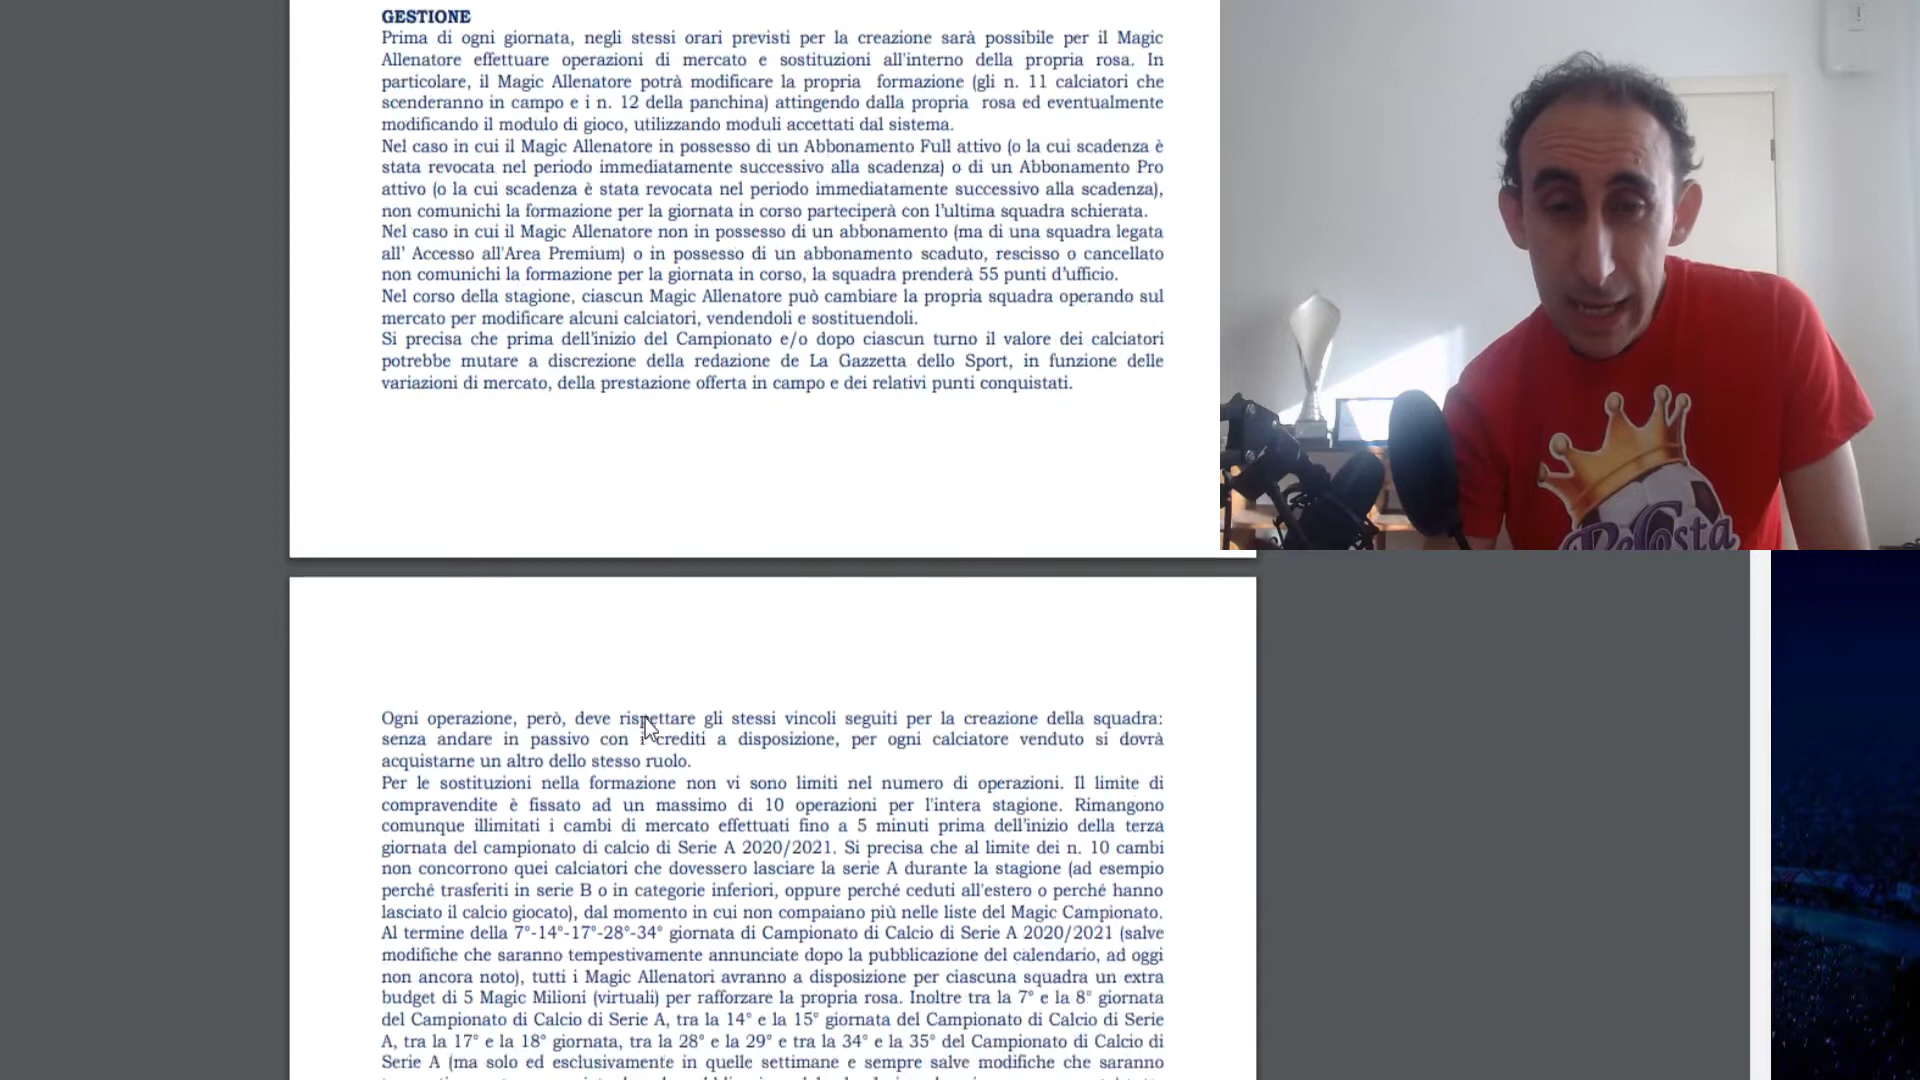 GESTIONE
Prima di ogni giornata, negli stessi orari previsti per la creazione sarà possibile per il Magic
Allenatore effettuare operazioni di mercato e sostituzioni all'interno della propria rosa. In
particolare, il Magic Allenatore potrà modificare la propria formazione (gli n. 11 calciatori che
scenderanno in campo e i n. 12 della panchina) attingendo dalla propria rosa ed eventualmente
modificando il modulo di gioco, utilizzando moduli accettati dal sistema.
Nel caso in cui il Magic Allenatore in possesso di un Abbonamento Full attivo (o la cui scadenza è
stata revocata nel periodo immediatamente successivo alla scadenza) o di un Abbonamento Pro
attivo (o la cui scadenza è stata revocata nel periodo immediatamente successivo alla scadenza),
non comunichi la formazione per la giornata in corso parteciperà con l'ultima squadra schierata.
Nel caso in cui il Magic Allenatore non in possesso di un abbonamento (ma di una squadra legata
all' Accesso all'Area Premium) o in possesso di un abbonamento scaduto, rescisso o cancellato
non comunichi la formazione per la giornata in corso, la squadra prenderà 55 punti d'ufficio.
Nel corso della stagione, ciascun Magic Allenatore può cambiare la propria squadra operando sul
mercato per modificare alcuni calciatori, vendendoli e sostituendoli.
Si precisa che prima dell'inizio del Campionato e/o dopo ciascun turno il valore dei calciatori
potrebbe mutare a discrezione della redazione de La Gazzetta dello Sport, in funzione delle
variazioni di mercato, della prestazione offerta in campo e dei relativi punti conquistati.
Ogni operazione, però, deve rispettare gli stessi vincoli seguiti per la creazione della squadra:
senza andare in passivo con i crediti a disposizione, per ogni calciatore venduto si dovrà
acquistarne un altro dello stesso ruolo.
Per le sostituzioni nella formazione non vi sono limiti nel numero di operazioni. Il limite di
compravendite è fissato ad un massimo di 10 operazioni per l'intera stagione. Rimangono
comunque illimitati i cambi di mercato effettuati fino a 5 minuti prima dell'inizio della terza
giornata del campionato di calcio di Serie A 2020/2021. Si precisa che al limite dei n. 10 cambi
non concorrono quei calciatori che dovessero lasciare la serie A durante la stagione (ad esempio
perché trasferiti in serie B o in categorie inferiori, oppure perché ceduti all'estero o perché hanno
lasciato il calcio giocato), dal momento in cui non compaiano più nelle liste del Magic Campionato.
Al termine della 7°-14°-17°-28°-34° giornata di Campionato di Calcio di Serie A 2020/2021 (salve
modifiche che saranno tempestivamente annunciate dopo la pubblicazione del calendario, ad oggi
non ancora noto), tutti i Magic Allenatori avranno a disposizione per ciascuna squadra un extra
budget di 5 Magic Milioni (virtuali) per rafforzare la propria rosa. Inoltre tra la 7° e la 8° giornata
del Campionato di Calcio di Serie A, tra la 14° e la 15° giornata del Campionato di Calcio di Serie
A, tra la 17° e la 18° giornata, tra la 28° e la 29° e tra la 34° e la 35° del Campionato di Calcio di
Serie A (ma solo ed esclusivamente in quelle settimane e sempre salve modifiche che saranno